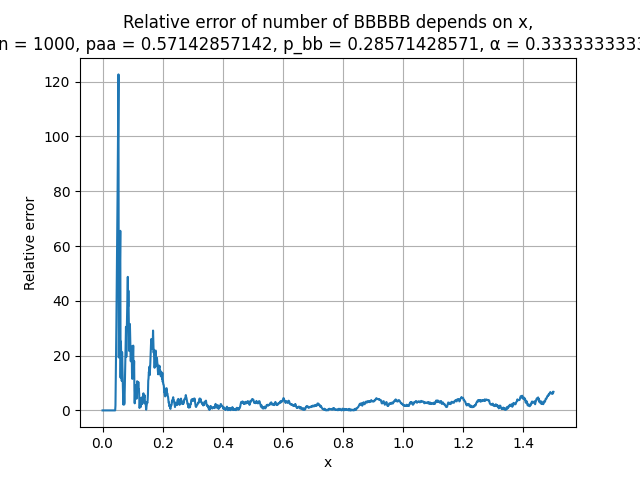 Relative error of number of BBBBB depends on x,
n = 1000, paa = 0.57142857142, p_bb = 0.28571428571, α = 0.3333333333
120
100
80
60
40
20
0
Relative error
0.0 0.2 0.4 0.6 0.8 1.0 1.2 1.4
x